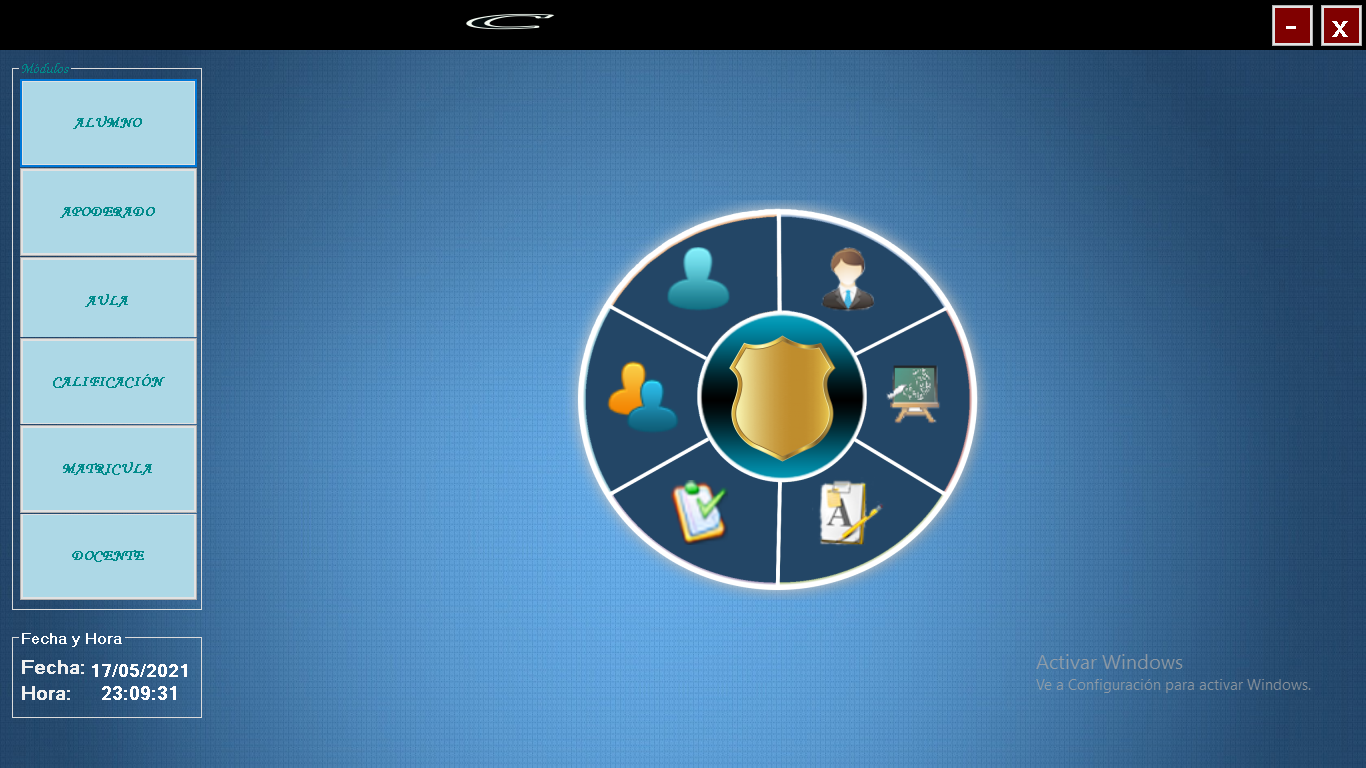 C
-
X
Módulos
ALUMNO
APODERADO
AULA
CALIFICACIÓN
MATRICULA
DOCENTE
Fecha y Hora
Fecha: 17/05/2021
Hora: 23:09:31
A
Activar Windows
Ve a Configuración para activar Windows.